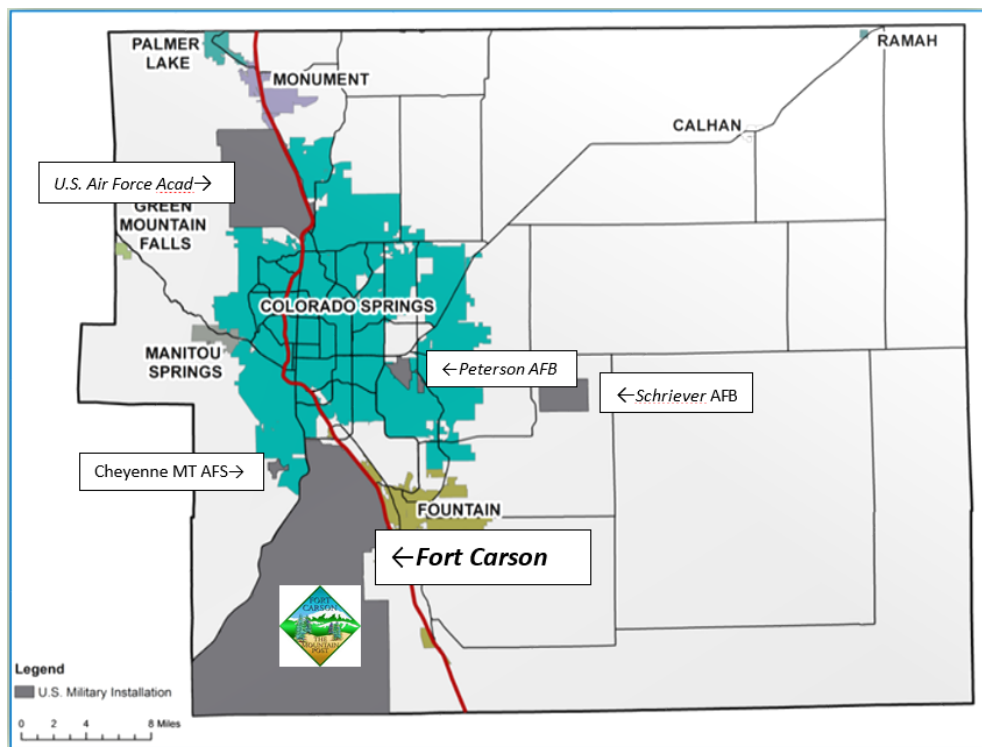 PALMER
LAKE
MONUMENT
RAMAH
CALHAN
U.S. Air Force Acad→
GREEN
MOUNTAIN
FALLS
COLORADO SPRINGS
MANITOU
SPRINGS
←Peterson AFB
←Schriever AFB
Cheyenne MT AFS→
FOUNTAIN
←Fort Carson
FORT
CARSON
THE
MOUNTAIN
POST
Legend
U.S. Military Installation
0 2 4 8 Miles